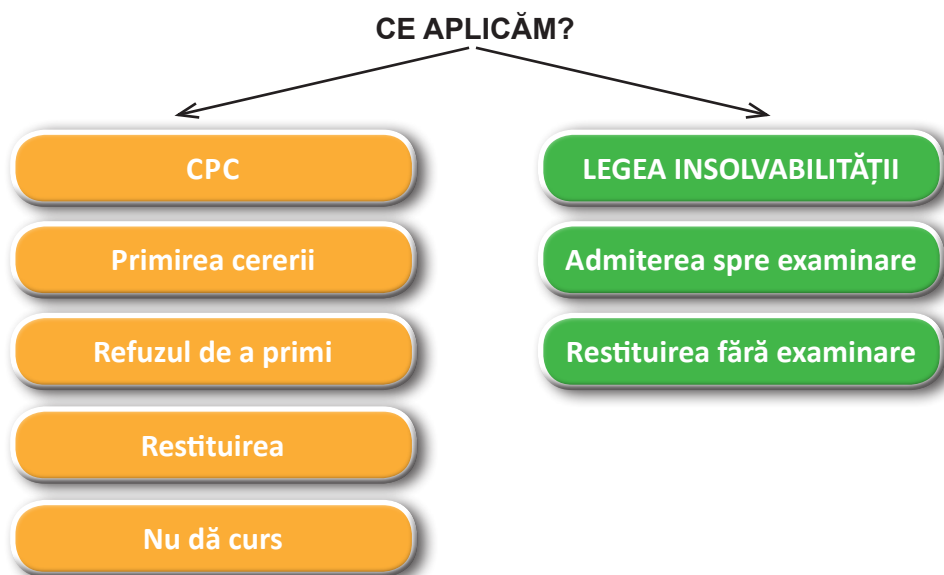 CE APLICĂM?
CPC
Primirea cererii
Refuzul de a primi
Restituirea
Nu dă curs
LEGEA INSOLVABILITĂȚII
Admiterea spre examinare
Restituirea fără examinare